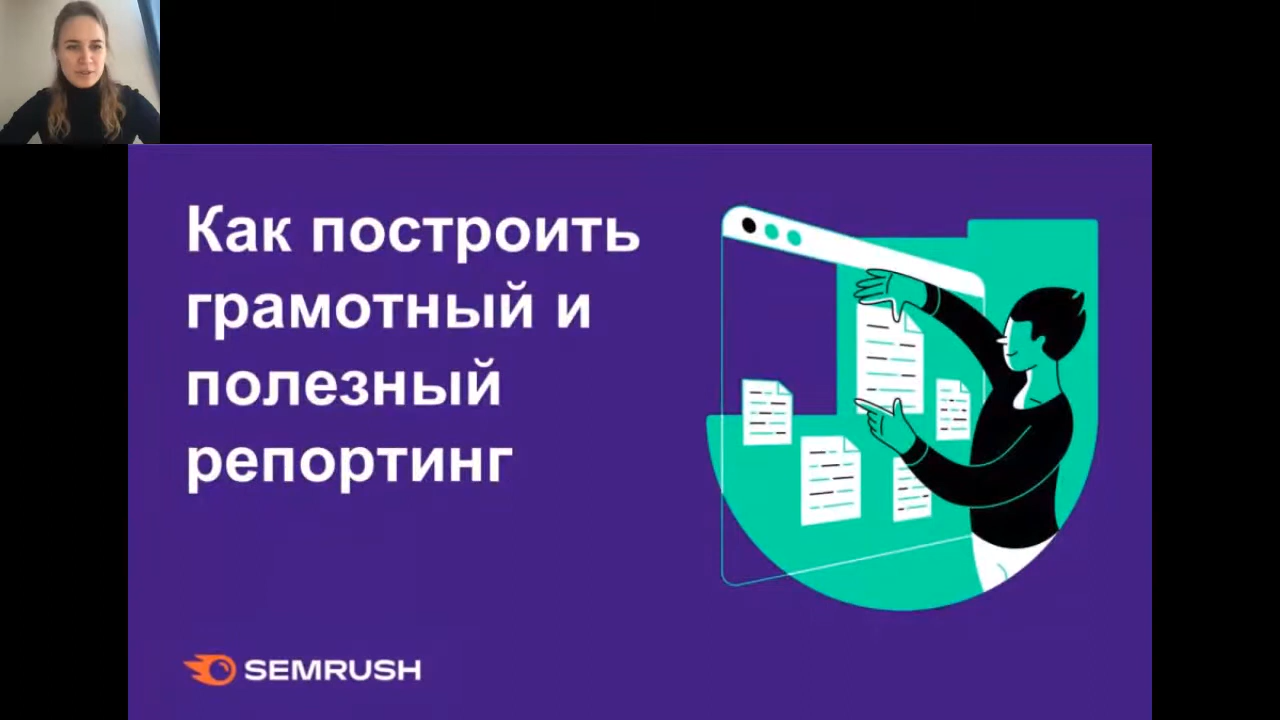 Как построить
грамотный и
полезный
репортинг
SEMRUSH